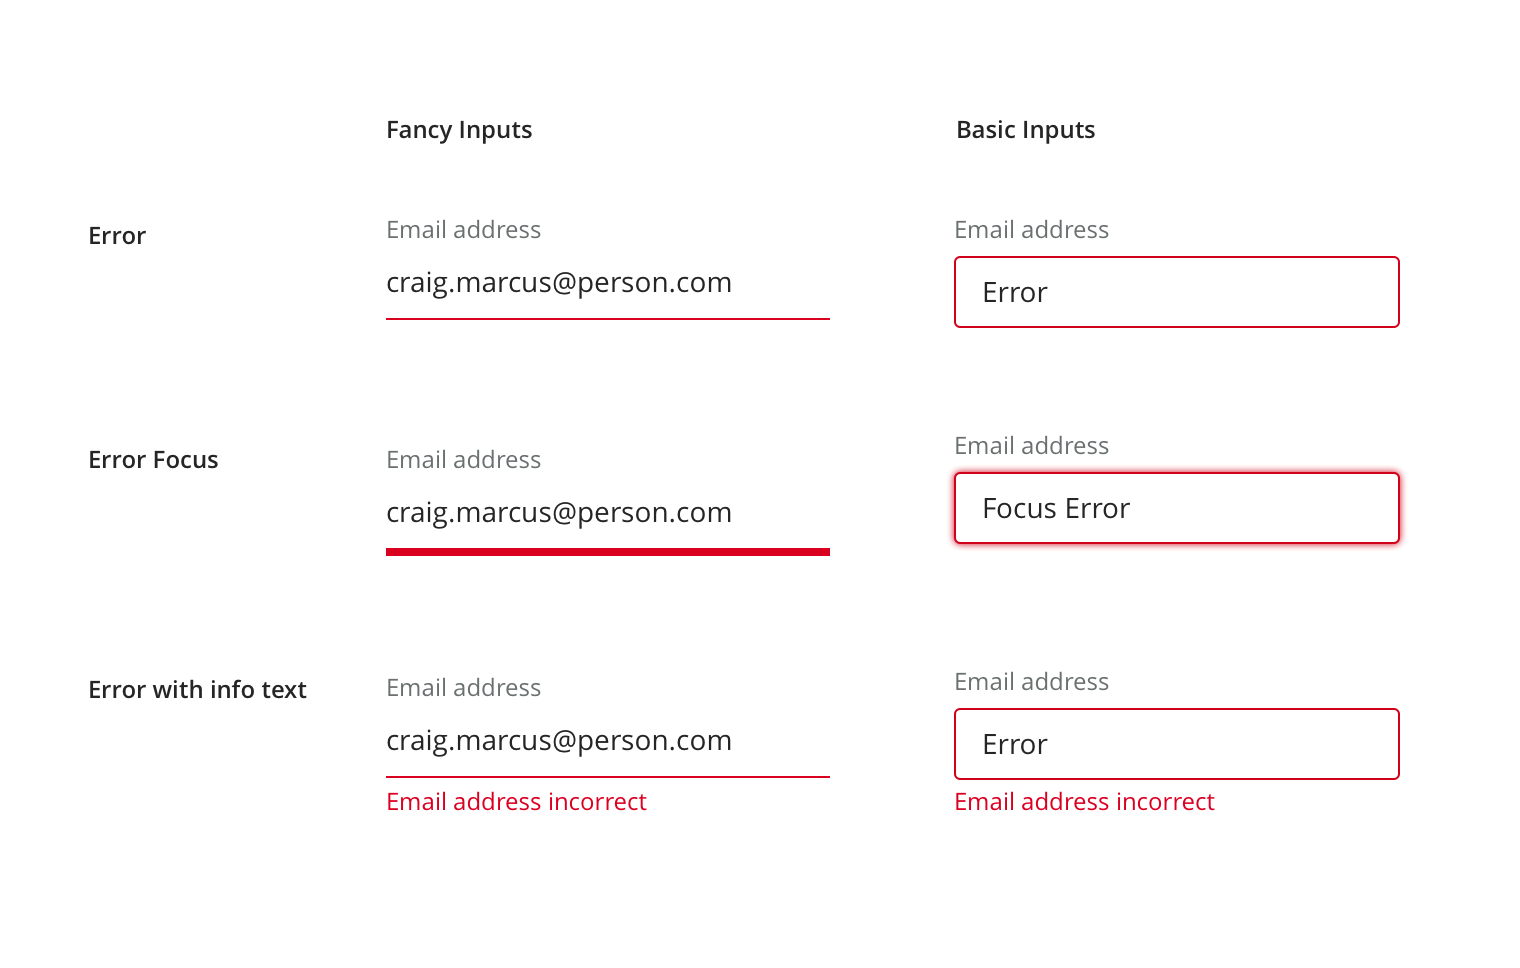 Fancy Inputs
Basic Inputs
Error
Email address
craig.marcus@person.com
Email address
Error
Error Focus
Email address
craig.marcus@person.com
Email address
Focus Error
Error with info text
Email address
craig.marcus@person.com
Email address incorrect
Email address
Error
Email address incorrect